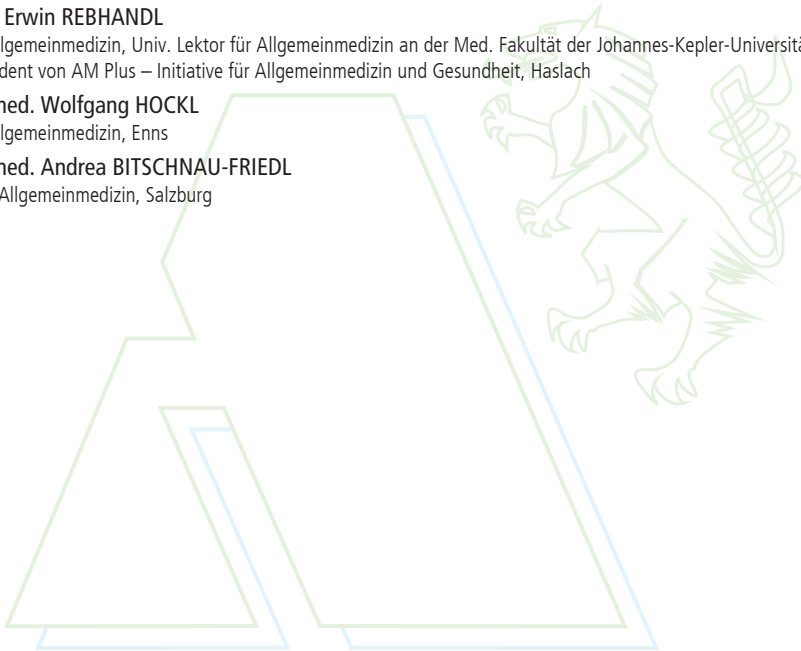 Erwin REBHANDL
lgemeinmedizin, Univ. Lektor für Allgemeinmedizin an der Med. Fakultät der Johannes-Kepler-Universitä
dent von AM Plus – Initiative für Allgemeinmedizin und Gesundheit, Haslach
ned. Wolfgang HOCKL
lgemeinmedizin, Enns
ned. Andrea BITSCHNAU-FRIEDL
Allgemeinmedizin, Salzburg